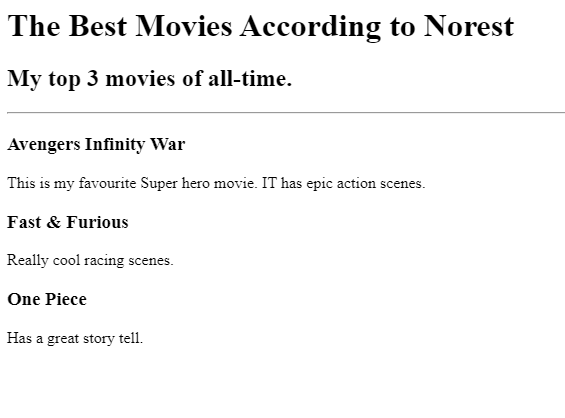 The Best Movies According to Norest
My top 3 movies of all-time.
Avengers Infinity War
This is my favourite Super hero movie. IT has epic action scenes.
Fast & Furious
Really cool racing scenes.
One Piece
Has a great story tell.